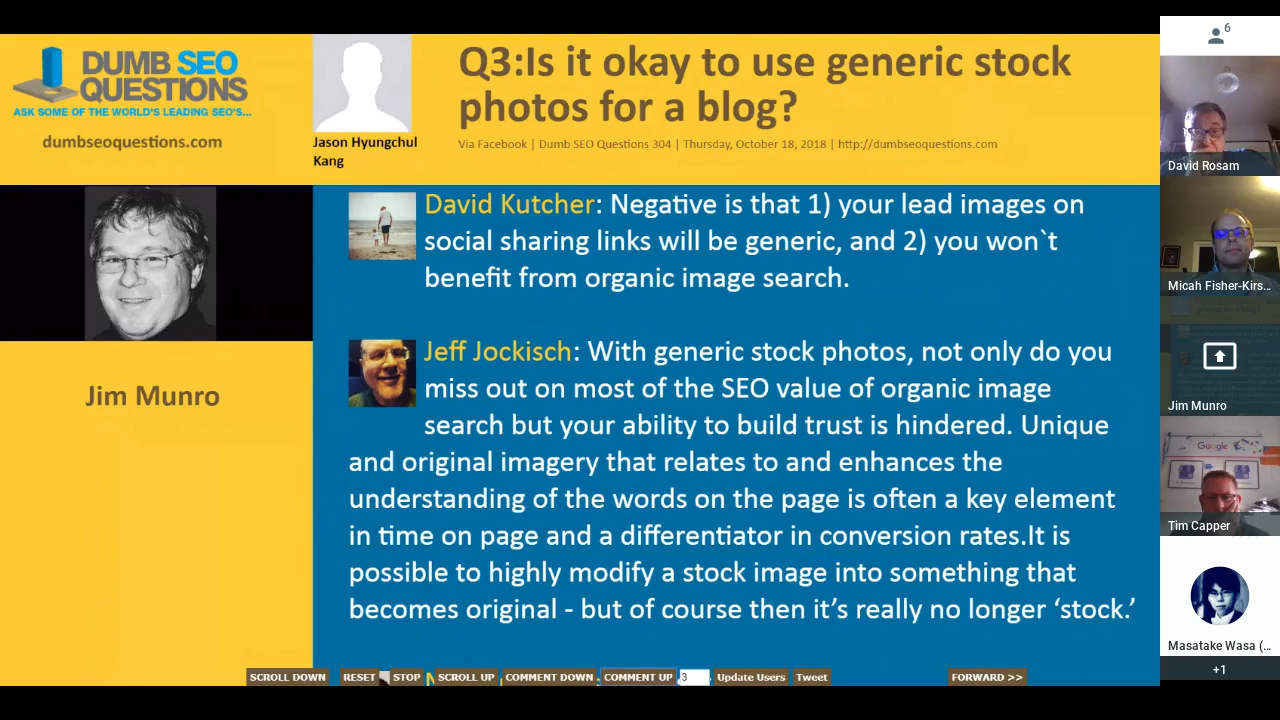 DUMB SEO
QUESTIONS
ASK SOME OF THE WORLD'S LEADING SEO'S...
dumbseoquestions.com
Jason Hyungchul
Kang
Q3:Is it okay to use generic stock
photos for a blog?
Via Facebook | Dumb SEO Questions 304 | Thursday, October 18, 2018 | http://dumbseoquestions.com
Jim Munro
David Kutcher: Negative is that 1) your lead images on
social sharing links will be generic, and 2) you won`t
benefit from organic image search.
Jeff Jockisch: With generic stock photos, not only do you
miss out on most of the SEO value of organic image
search but your ability to build trust is hindered. Unique
and original imagery that relates to and enhances the
understanding of the words on the page is often a key element
in time on page and a differentiator in conversion rates.It is
possible to highly modify a stock image into something that
becomes original - but of course then it’s really no longer ‘stock.’
SCROLL DOWN RESET STOP SCROLL UP COMMENT DOWN COMMENT UP 3 Update Users Tweet FORWARD >>
6
David Rosam
Micah Fisher-Kirs...
Jim Munro
Google
Tim Capper
Masatake Wasa (...
+1